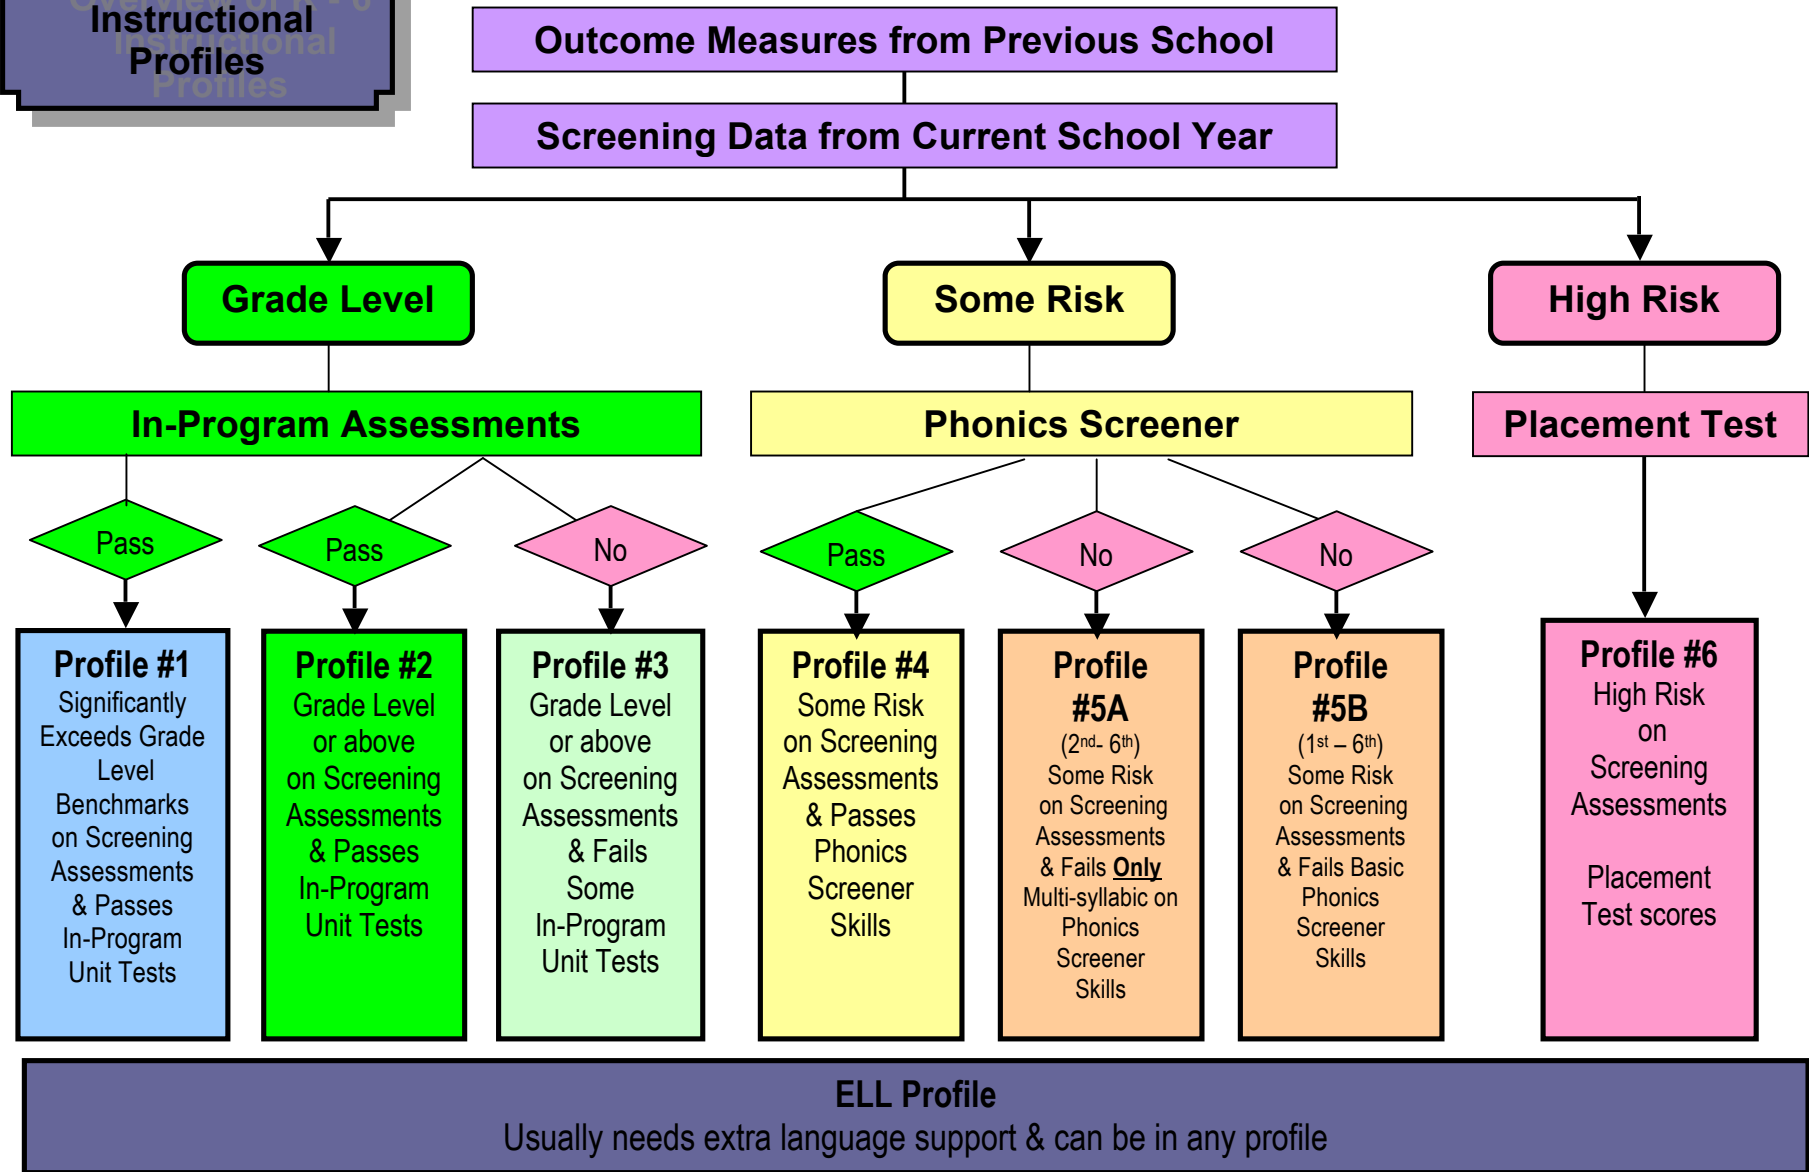 Overview of K - 6
Instructional
Profiles
Outcome Measures from Previous School
Screening Data from Current School Year
Grade Level
Some Risk
High Risk
In-Program Assessments
Phonics Screener
Placement Test
Pass
Pass
No
Pass
No
No
Profile #1
Significantly
Exceeds Grade
Level
Benchmarks
on Screening
Assessments
& Passes
In-Program
Unit Tests
Profile #2
Grade Level
or above
on Screening
Assessments
& Passes
In-Program
Unit Tests
Profile #3
Grade Level
or above
on Screening
Assessments
& Fails
Some
In-Program
Unit Tests
Profile #4
Some Risk
on Screening
Assessments
& Passes
Phonics
Screener
Skills
Profile
#5A
(2nd- 6th)
Some Risk
on Screening
Assessments
& Fails Only
Multi-syllabic on
Phonics
Screener
Skills
Profile
#5B
(1st – 6th)
Some Risk
on Screening
Assessments
& Fails Basic
Phonics
Screener
Skills
Profile #6
High Risk
on
Screening
Assessments
Placement
Test scores
ELL Profile
Usually needs extra language support & can be in any profile